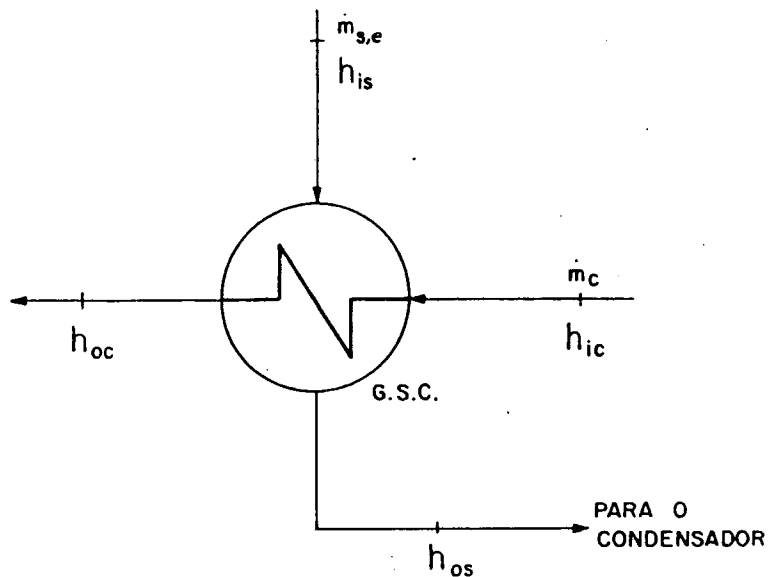 ṁs,e
his
ṁc
hoc
hic
G.S.C.
PARA O
CONDENSADOR
hos